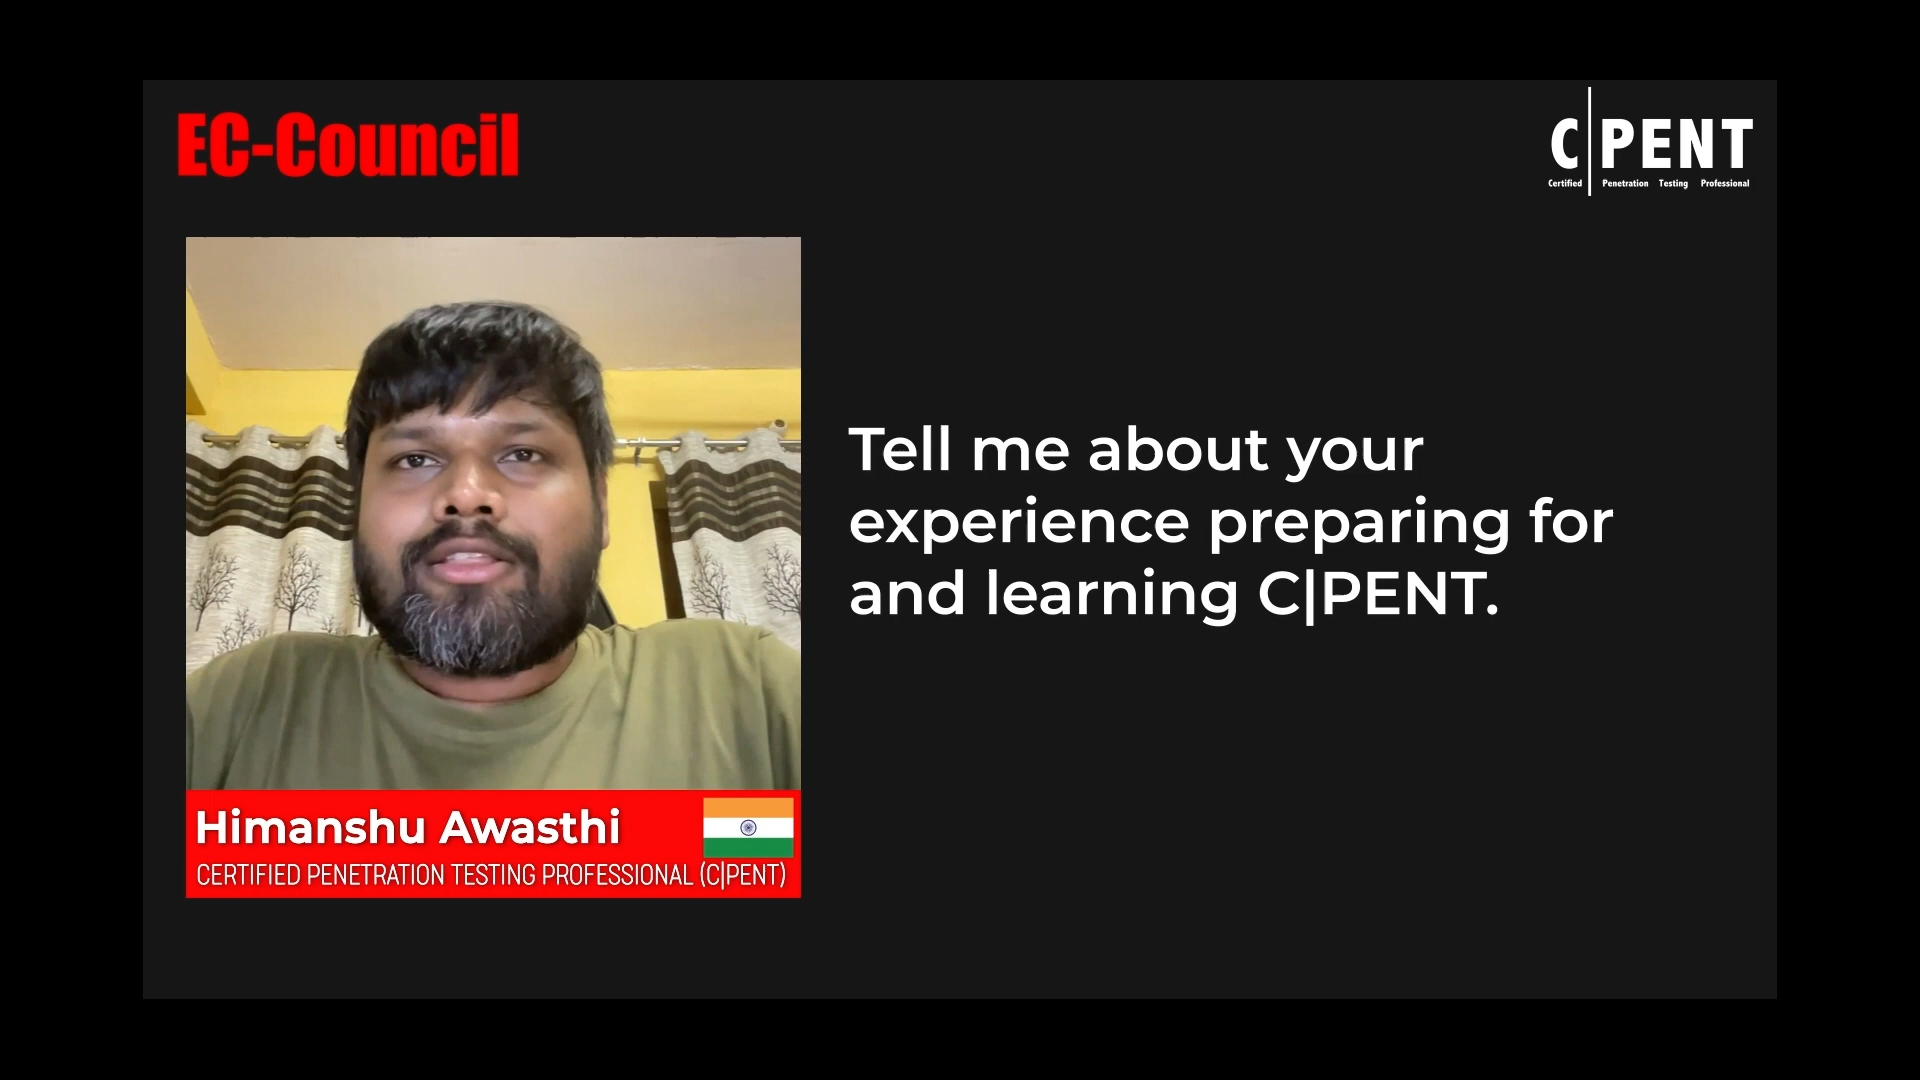 EC-Council
C|PENT
Certified Penetration Testing Professional
Tell me about your
experience preparing for
and learning C|PENT.
Himanshu Awasthi
CERTIFIED PENETRATION TESTING PROFESSIONAL (C|PENT)